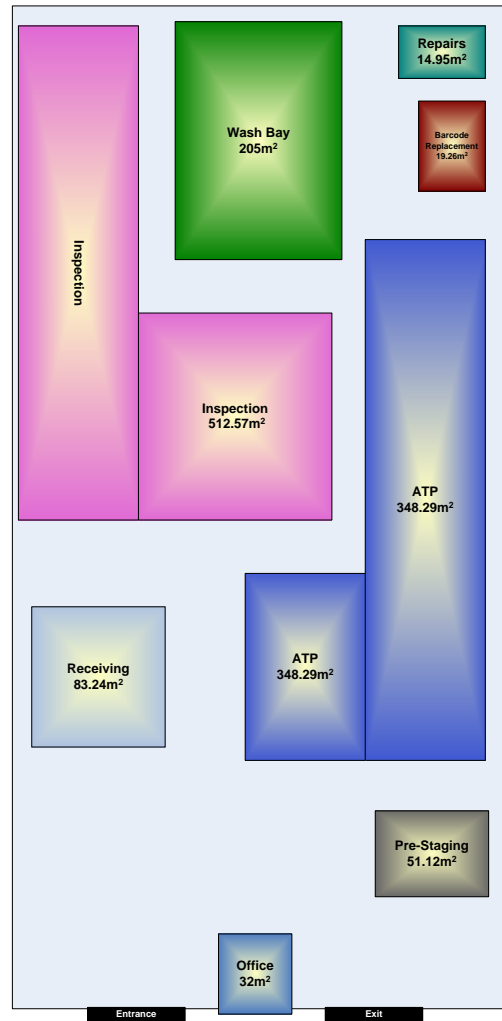 Repairs
14.95m²
Wash Bay
205m²
Barcode
Replacement
19.26m²
Inspection
Inspection
512.57m²
ATP
348.29m²
Receiving
83.24m²
ATP
348.29m²
Pre-Staging
51.12m²
Office
32m²
Entrance
Exit